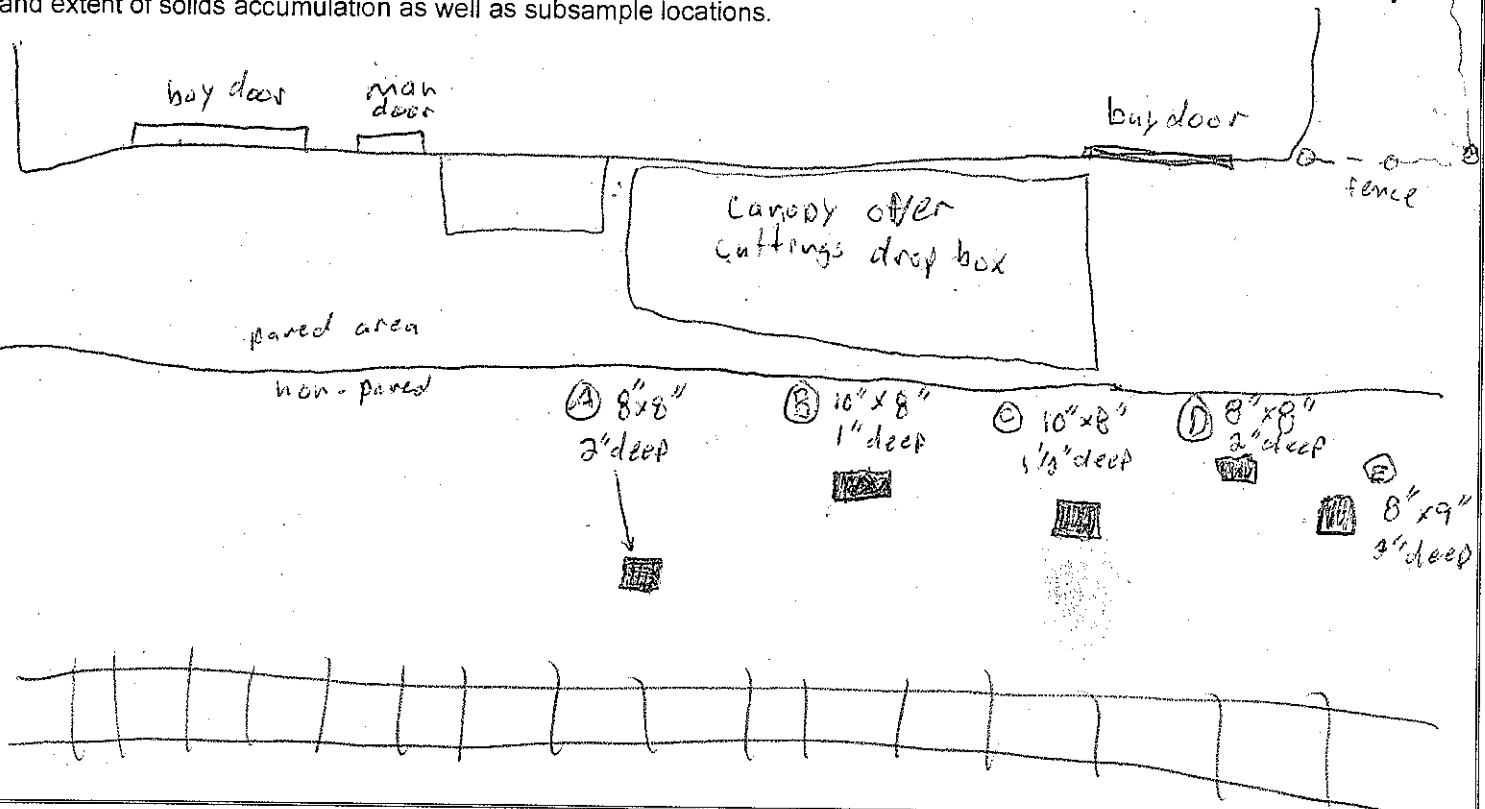 and extent of solids accumulation as well as subsample locations.
bay door
man
door
bay door
fence
Canopy over
cuttings drop box
paved area
non-paved
A 8"x8"
2" deep
B 10"x8"
1" deep
C 10"x8"
1 1/2" deep
D 8"x8"
2" deep
E
8"x9"
3" deep